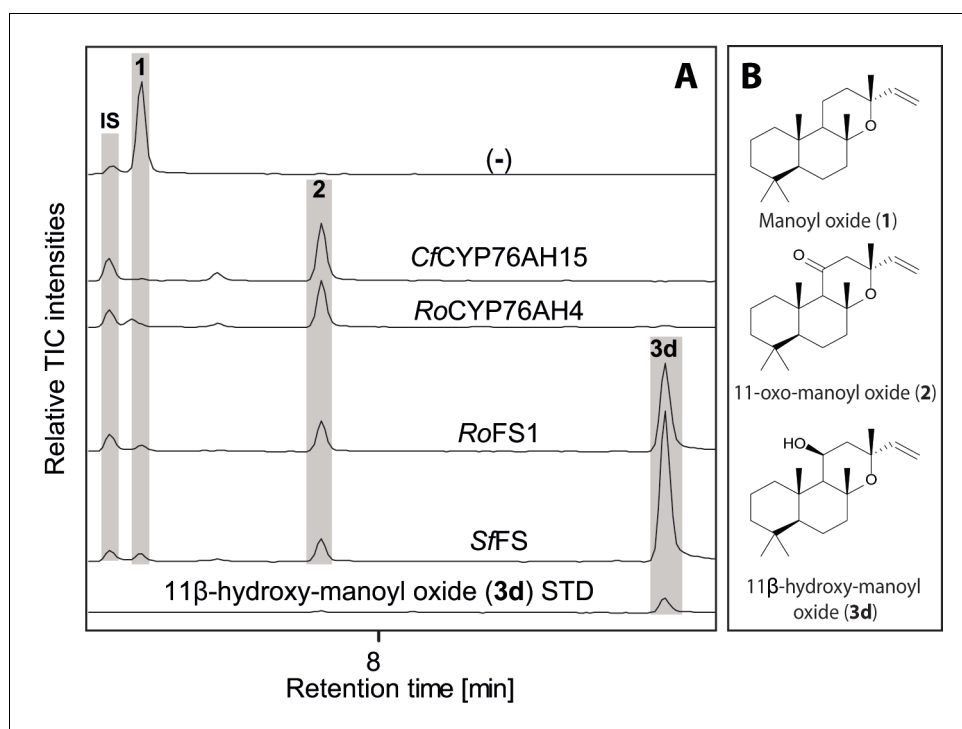 A
1
IS
(-)
2
CfCYP76AH15
RoCYP76AH4
3d
RoFS1
SfFS
11β-hydroxy-manoyl oxide (3d) STD
Relative TIC intensities
8
Retention time [min]
B
O
Manoyl oxide (1)
O
O
11-oxo-manoyl oxide (2)
HO
O
11β-hydroxy-manoyl
oxide (3d)